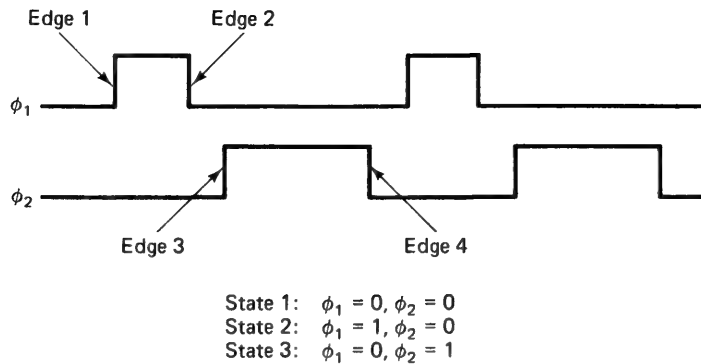 Edge 1 Edge 2
ϕ₁
ϕ₂
Edge 3 Edge 4
State 1: ϕ₁ = 0, ϕ₂ = 0
State 2: ϕ₁ = 1, ϕ₂ = 0
State 3: ϕ₁ = 0, ϕ₂ = 1